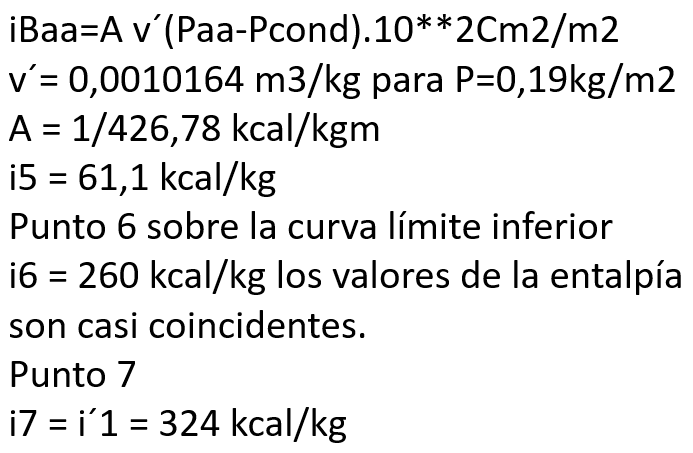 iBaa=A v´(Paa-Pcond).10**2Cm2/m2
v´= 0,0010164 m3/kg para P=0,19kg/m2
A = 1/426,78 kcal/kgm
i5 = 61,1 kcal/kg
Punto 6 sobre la curva límite inferior
i6 = 260 kcal/kg los valores de la entalpía
son casi coincidentes.
Punto 7
i7 = i´1 = 324 kcal/kg